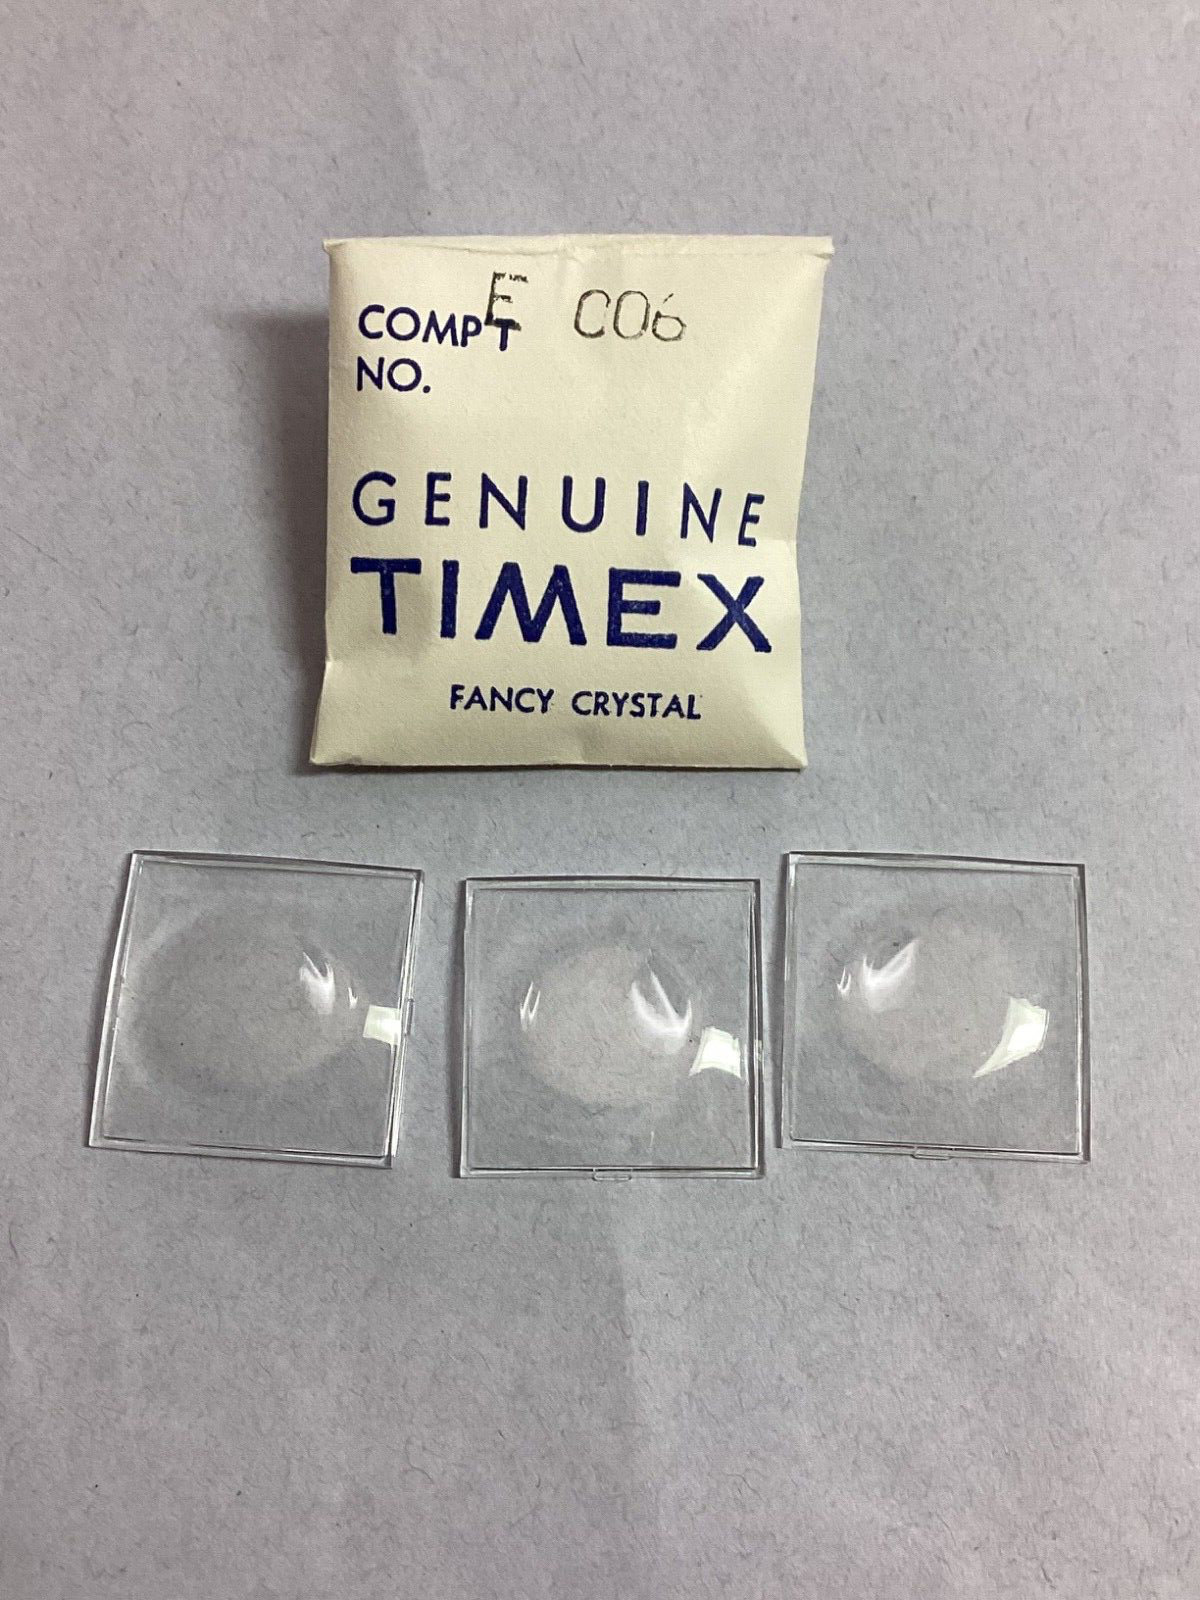 COMPT E C06
NO.
GENUINE
TIMEX
FANCY CRYSTAL